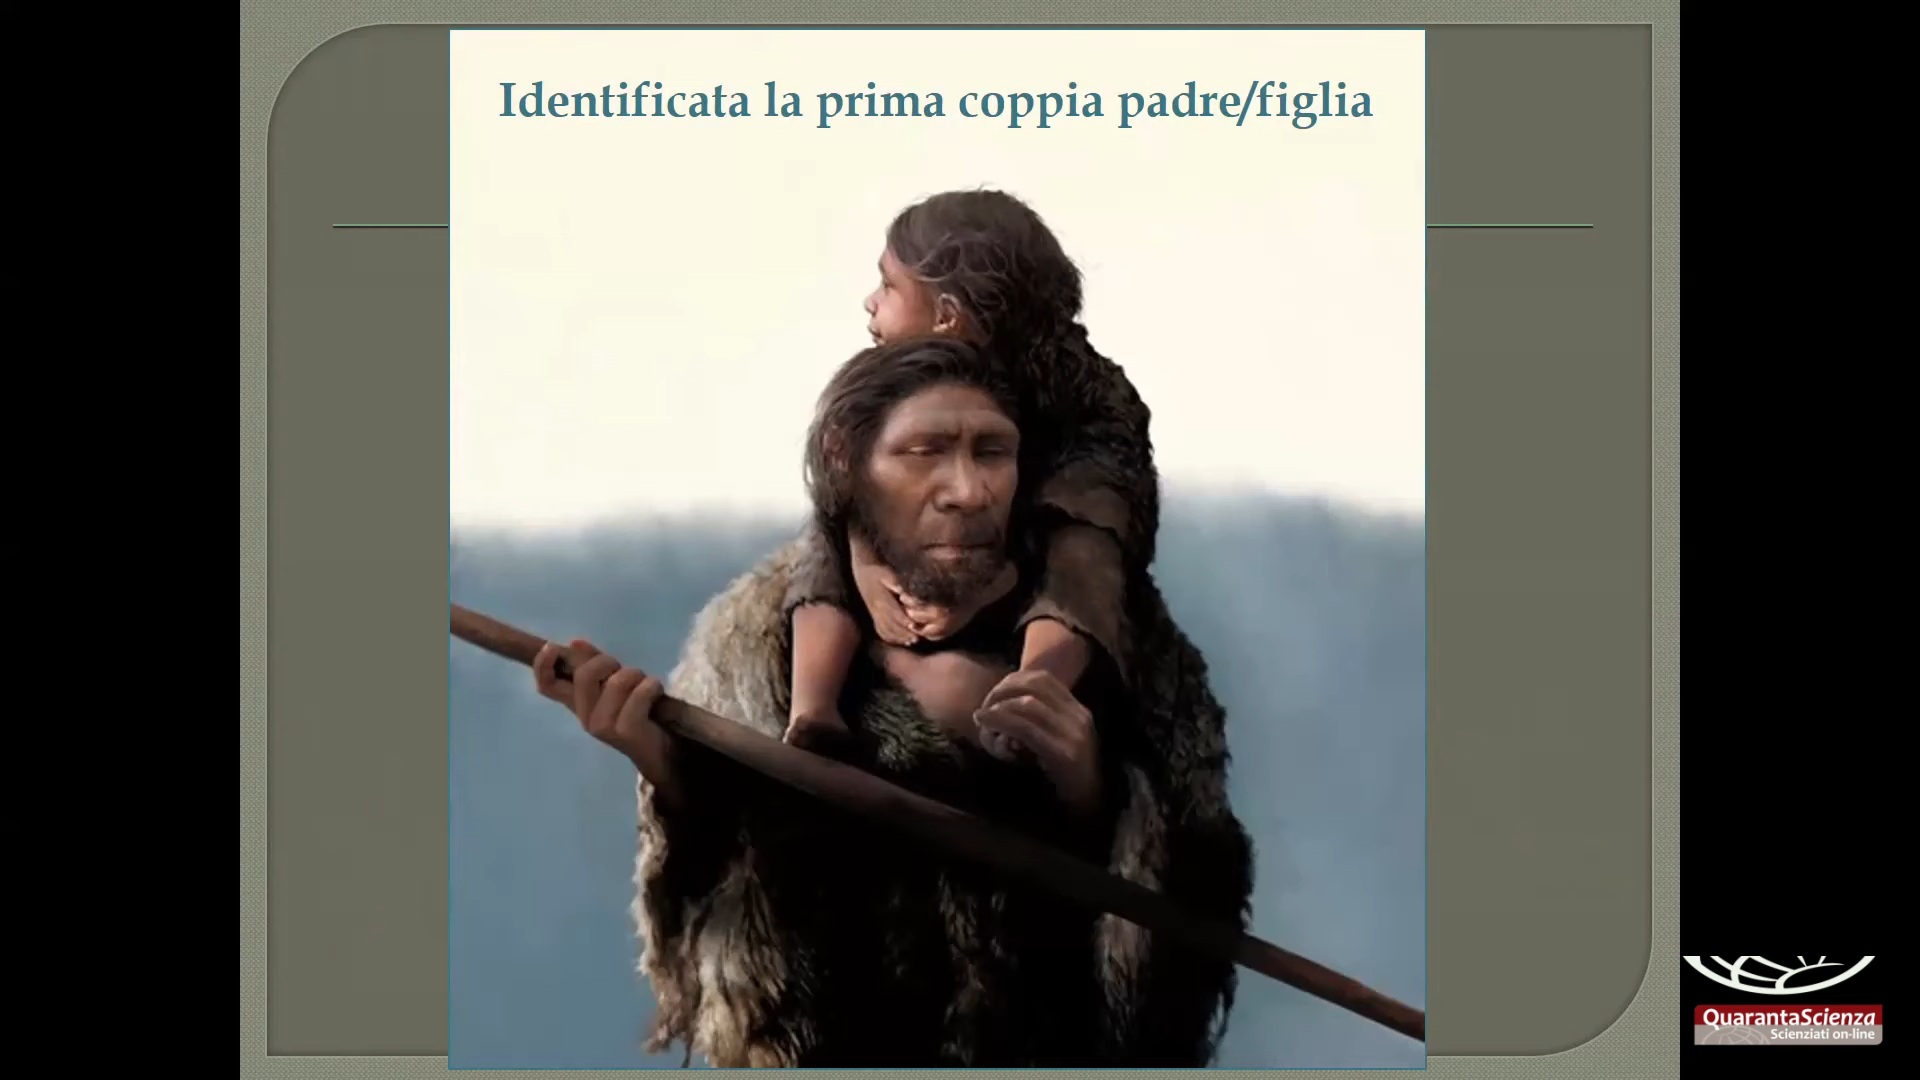 Identificata la prima coppia padre/figlia
QuarantaScienza
Scienziati on-line